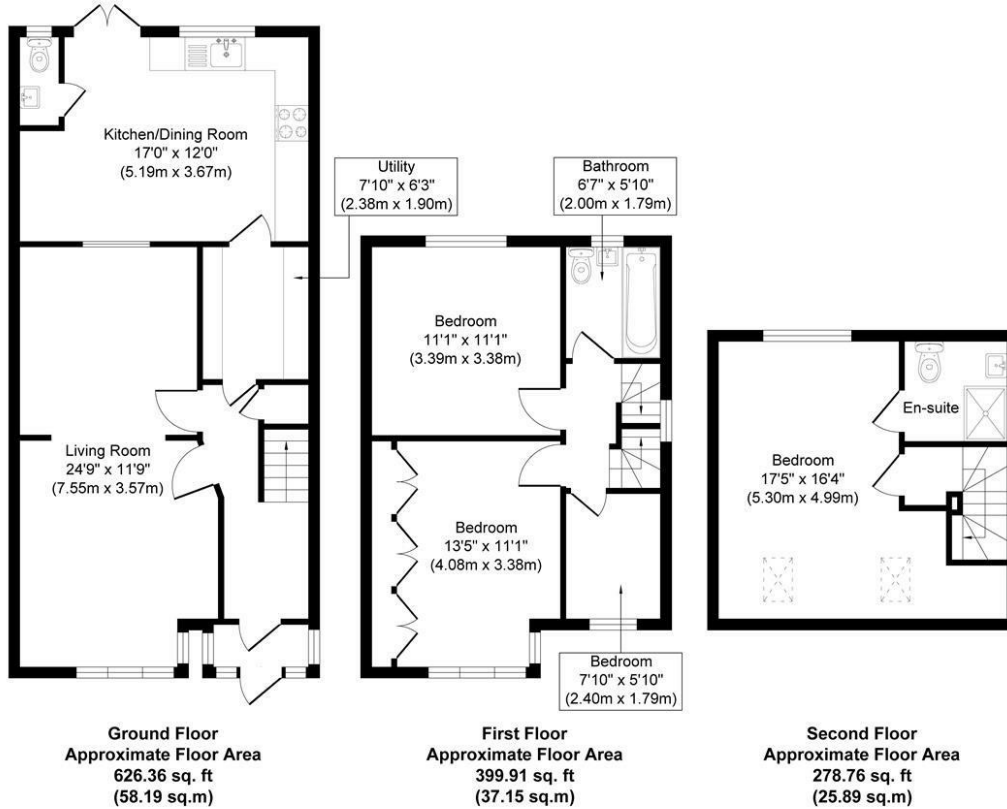 Kitchen/Dining Room
17'0" x 12'0"
(5.19m x 3.67m)
Utility
7'10" x 6'3"
(2.38m x 1.90m)
Living Room
24'9" x 11'9"
(7.55m x 3.57m)
Ground Floor
Approximate Floor Area
626.36 sq. ft
(58.19 sq.m)
Bathroom
6'7" x 5'10"
(2.00m x 1.79m)
Bedroom
11'1" x 11'1"
(3.39m x 3.38m)
Bedroom
13'5" x 11'1"
(4.08m x 3.38m)
Bedroom
7'10" x 5'10"
(2.40m x 1.79m)
First Floor
Approximate Floor Area
399.91 sq. ft
(37.15 sq.m)
En-suite
Bedroom
17'5" x 16'4"
(5.30m x 4.99m)
Second Floor
Approximate Floor Area
278.76 sq. ft
(25.89 sq.m)